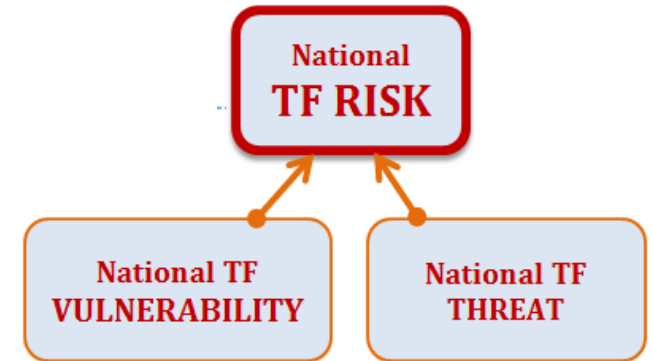 National
TF RISK
National TF
VULNERABILITY
National TF
THREAT